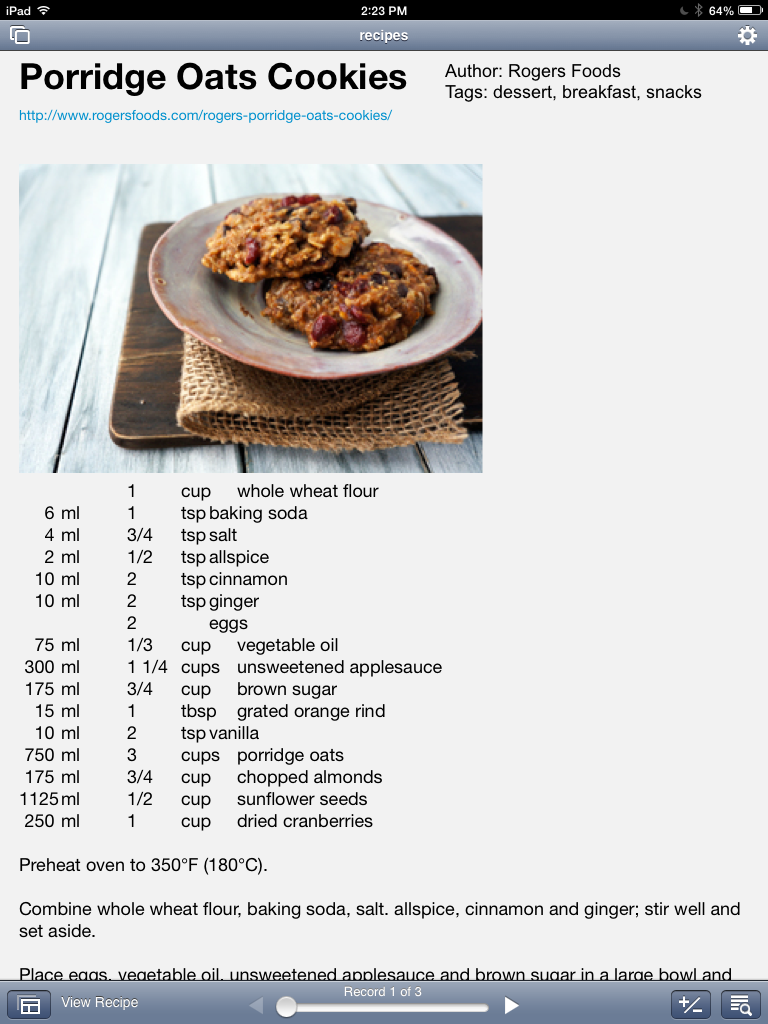 iPad 2:23 PM 64%
recipes
Porridge Oats Cookies
Author: Rogers Foods
Tags: dessert, breakfast, snacks
http://www.rogersfoods.com/rogers-porridge-oats-cookies/
1 cup whole wheat flour
6 ml 1 tsp baking soda
4 ml 3/4 tsp salt
2 ml 1/2 tsp allspice
10 ml 2 tsp cinnamon
10 ml 2 tsp ginger
2 eggs
75 ml 1/3 cup vegetable oil
300 ml 1 1/4 cups unsweetened applesauce
175 ml 3/4 cup brown sugar
15 ml 1 tbsp grated orange rind
10 ml 2 tsp vanilla
750 ml 3 cups porridge oats
175 ml 3/4 cup chopped almonds
1125 ml 1/2 cup sunflower seeds
250 ml 1 cup dried cranberries
Preheat oven to 350°F (180°C).
Combine whole wheat flour, baking soda, salt. allspice, cinnamon and ginger; stir well and
set aside.
Place eggs, vegetable oil, unsweetened applesauce and brown sugar in a large bowl and
View Recipe
Record 1 of 3